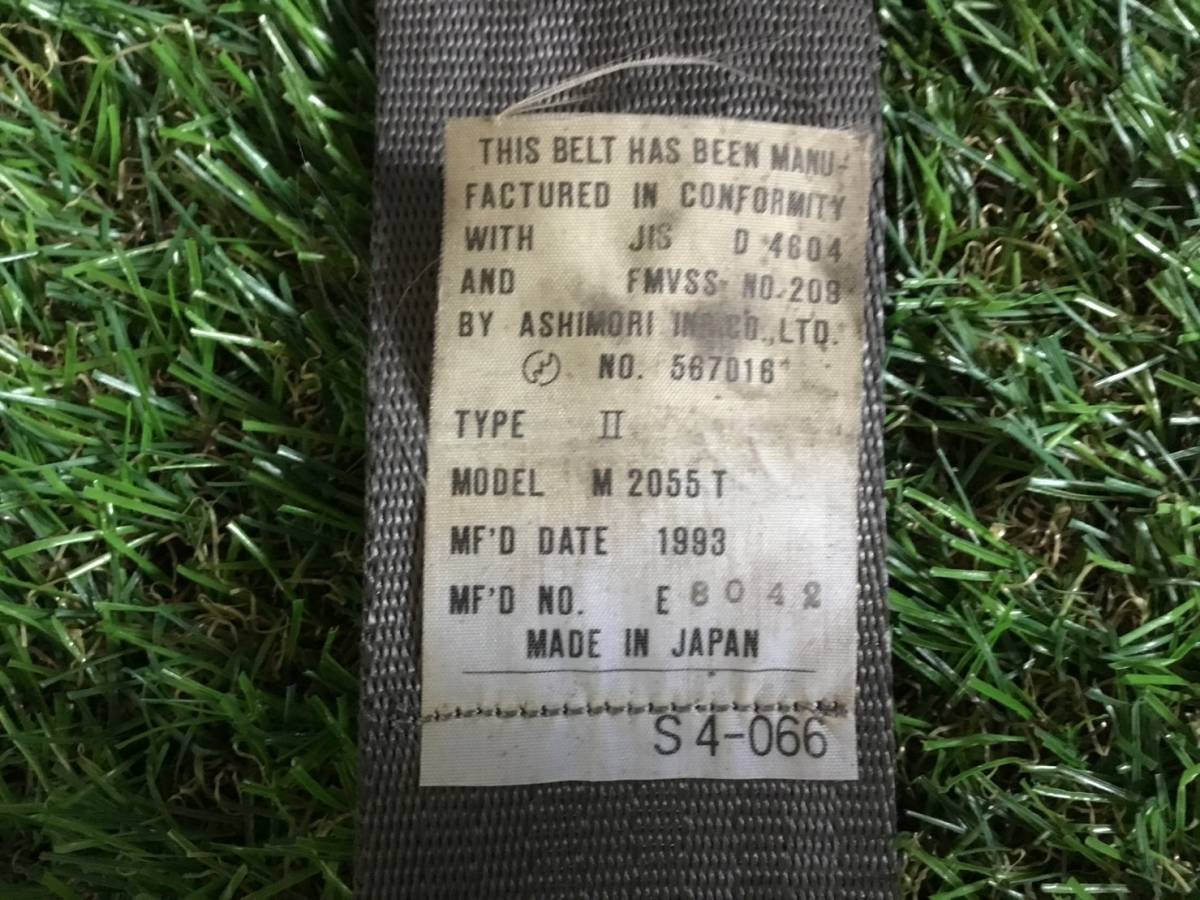 THIS BELT HAS BEEN MANU-
FACTURED IN CONFORMITY
WITH JIS D 4604
AND FMVSS NO.209
BY ASHIMORI IND.CO.,LTD.
NO. 567016
TYPE II
MODEL M 2055 T
MF'D DATE 1993
MF'D NO. E 8042
MADE IN JAPAN
S4-066